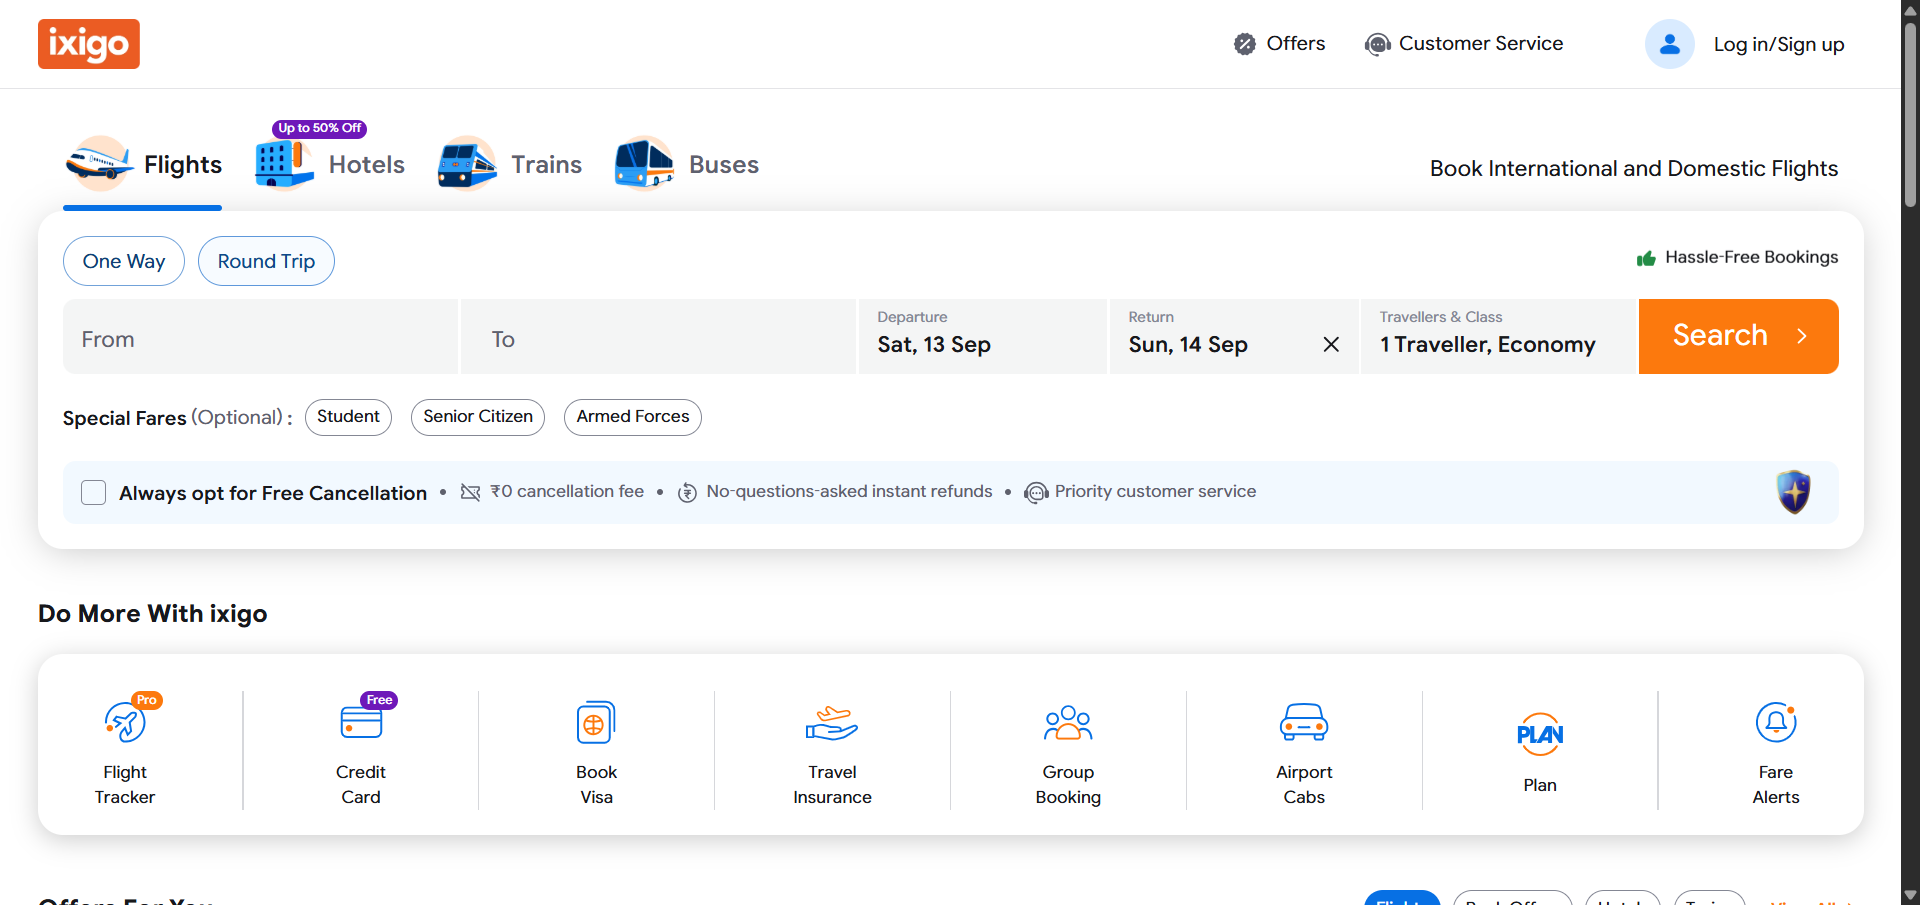 ixigo
Offers
Customer Service
Log in/Sign up
Flights
Up to 50% Off
Hotels
Trains
Buses
Book International and Domestic Flights
One Way
Round Trip
Hassle-Free Bookings
From
To
Departure
Sat, 13 Sep
Return
Sun, 14 Sep
Travellers & Class
1 Traveller, Economy
Search
Special Fares (Optional) :
Student
Senior Citizen
Armed Forces
Always opt for Free Cancellation • ₹0 cancellation fee • No-questions-asked instant refunds • Priority customer service
Do More With ixigo
Pro
Flight
Tracker
Free
Credit
Card
Book
Visa
Travel
Insurance
Group
Booking
Airport
Cabs
PLAN
Plan
Fare
Alerts
Offers For You